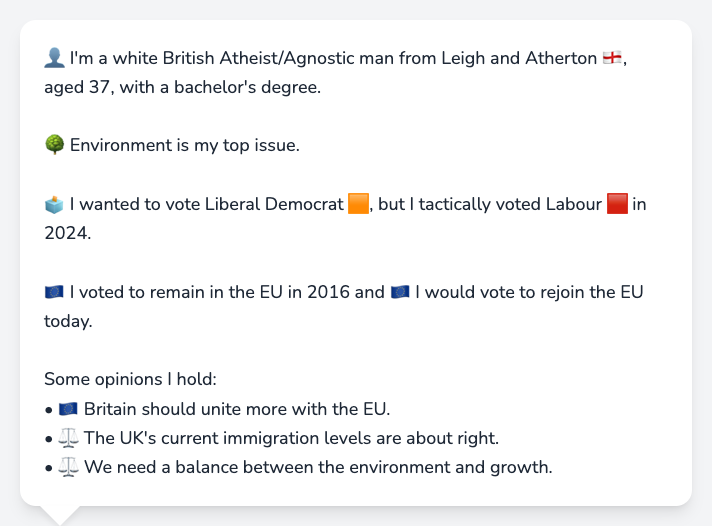 👤 I'm a white British Atheist/Agnostic man from Leigh and Atherton 🏴󠁧󠁢󠁥󠁮󠁧󠁿,
aged 37, with a bachelor's degree.
🌳 Environment is my top issue.
🗳️ I wanted to vote Liberal Democrat 🟧, but I tactically voted Labour 🟥 in
2024.
🇪🇺 I voted to remain in the EU in 2016 and 🇪🇺 I would vote to rejoin the EU
today.
Some opinions I hold:
• 🇪🇺 Britain should unite more with the EU.
• ⚖️ The UK's current immigration levels are about right.
• ⚖️ We need a balance between the environment and growth.